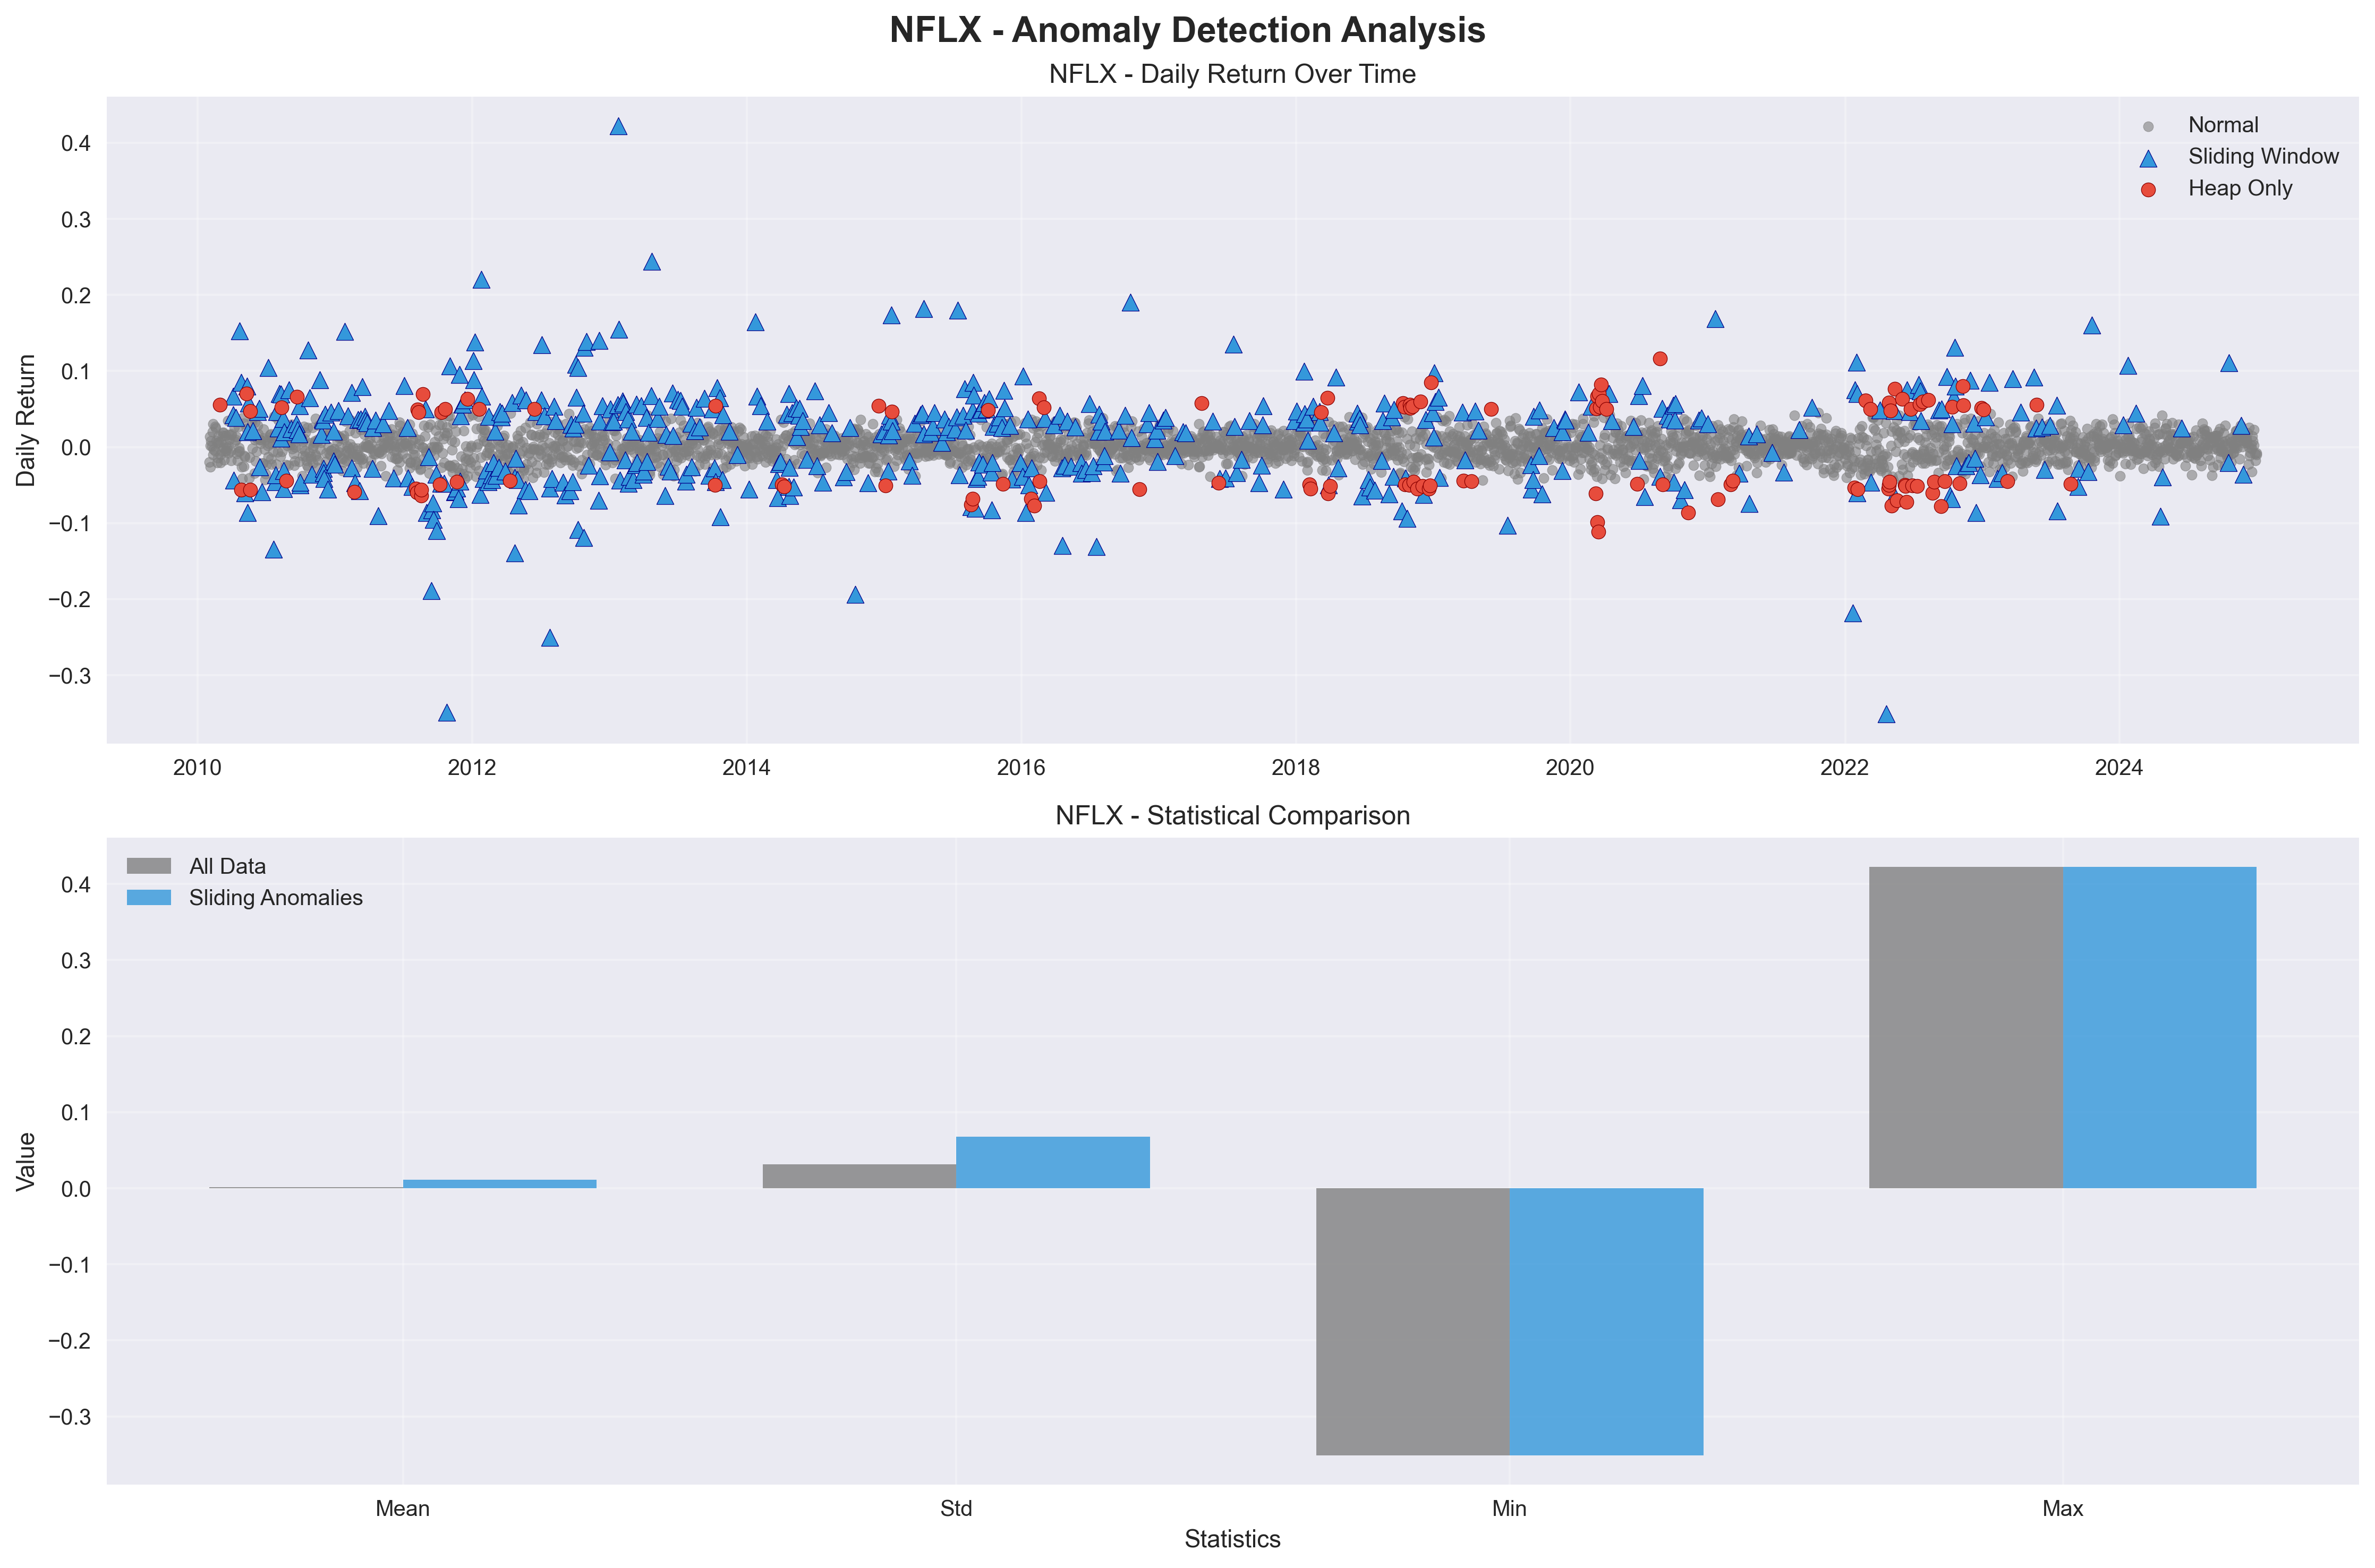 NFLX - Anomaly Detection Analysis
NFLX - Daily Return Over Time
Daily Return
0.4
0.3
0.2
0.1
0.0
−0.1
−0.2
−0.3
Normal
Sliding Window
Heap Only
2010 2012 2014 2016 2018 2020 2022 2024
NFLX - Statistical Comparison
Value
0.4
0.3
0.2
0.1
0.0
−0.1
−0.2
−0.3
All Data
Sliding Anomalies
Mean Std Min Max
Statistics